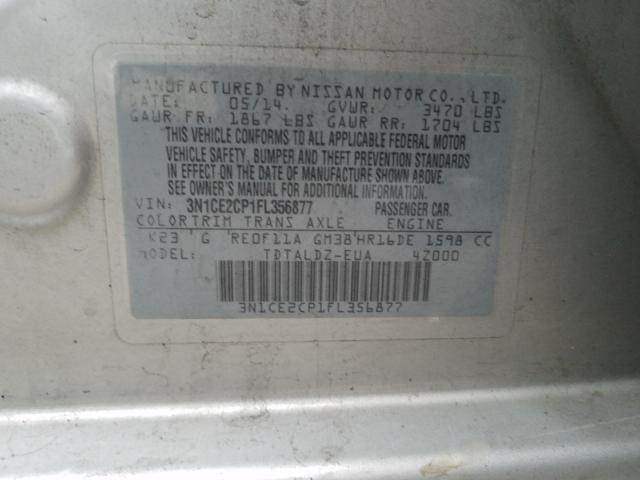 MANUFACTURED BY NISSAN MOTOR CO., LTD.
DATE: 05/14. GVWR: 3470 LBS
GAWR FR: 1867 LBS GAWR RR: 1704 LBS
THIS VEHICLE CONFORMS TO ALL APPLICABLE FEDERAL MOTOR
VEHICLE SAFETY, BUMPER AND THEFT PREVENTION STANDARDS
IN EFFECT ON THE DATE OF MANUFACTURE SHOWN ABOVE.
SEE OWNER'S MANUAL FOR ADDITIONAL INFORMATION.
VIN: 3N1CE2CP1FL356877 PASSENGER CAR.
COLORTRIM TRANS AXLE ENGINE
K23 'G 'RE0F11A GM38'HR16DE 1598 CC
MODEL: TDTALDZ-EUA 42000
3N1CE2CP1FL356877